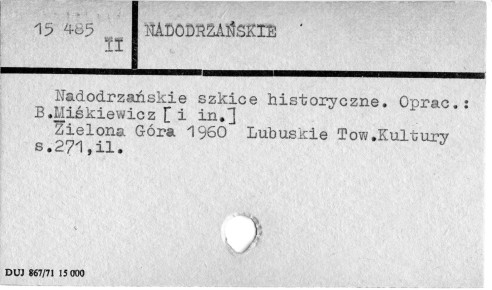 15 485
II
NADODRZAŃSKIE
Nadodrzańskie szkice historyczne. Oprac.:
B.Miśkiewicz [i in.]
Zielona Góra 1960 Lubuskie Tow.Kultury
s.271,il.
DUJ 867/71 15 000